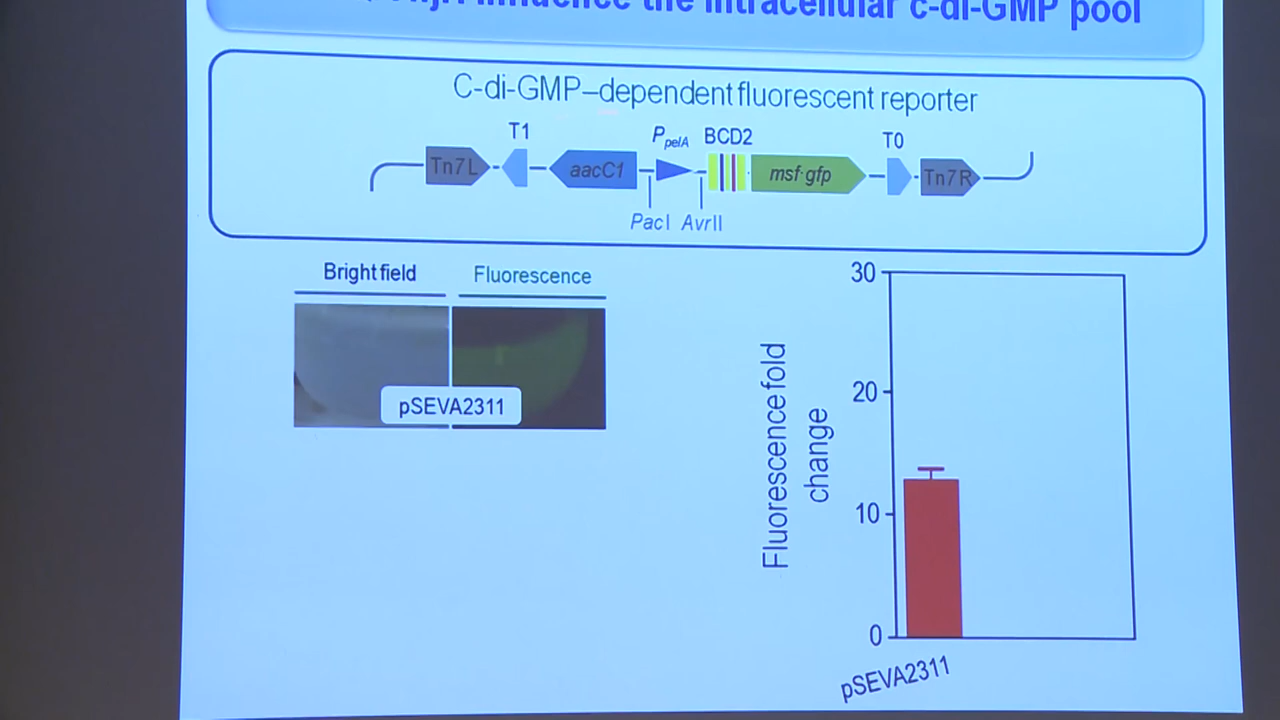 influence the intracellular c-di-GMP pool
C-di-GMP–dependent fluorescent reporter
T1 PpelA BCD2 T0
Tn7L aacC1 msf·gfp Tn7R
PacI AvrII
Bright field Fluorescence
pSEVA2311
30
20
10
0
Fluorescence fold
change
pSEVA2311